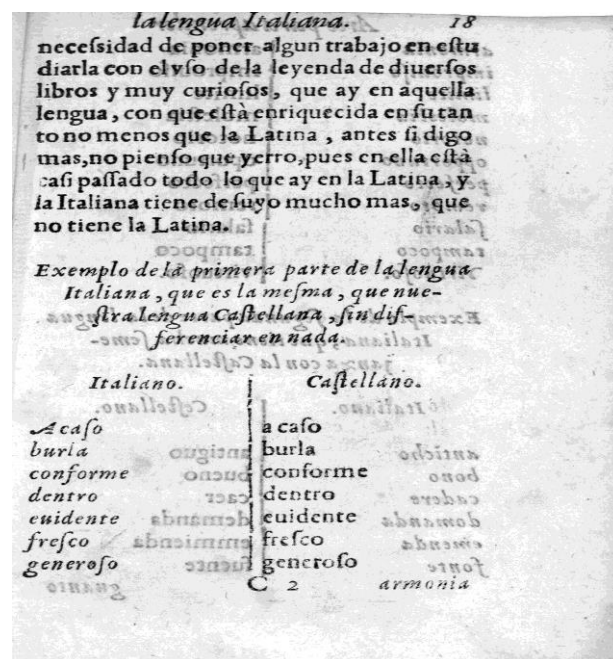 la lengua Italiana. 18
neceſsidad de poner algun trabajo en eſtu
diarla con el vſo de la leyenda de diuerſos
libros y muy curioſos, que ay en aquella
lengua, con que eſtà enriquecida en ſu tan
to no menos que la Latina, antes ſi digo
mas, no pienſo que yerro, pues en ella eſtà
caſi paſſado todo lo que ay en la Latina, y
la Italiana tiene de ſuyo mucho mas, que
no tiene la Latina.
Exemplo de la primera parte de la lengua
Italiana, que es la meſma, que nue-
ſtra lengua Caſtellana, ſin dif-
ferenciar en nada.
Italiano. Caſtellano.
Acaſo a caſo
burla burla
conforme conforme
dentro dentro
euidente euidente
freſco freſco
generoſo generoſo
C 2 armonia